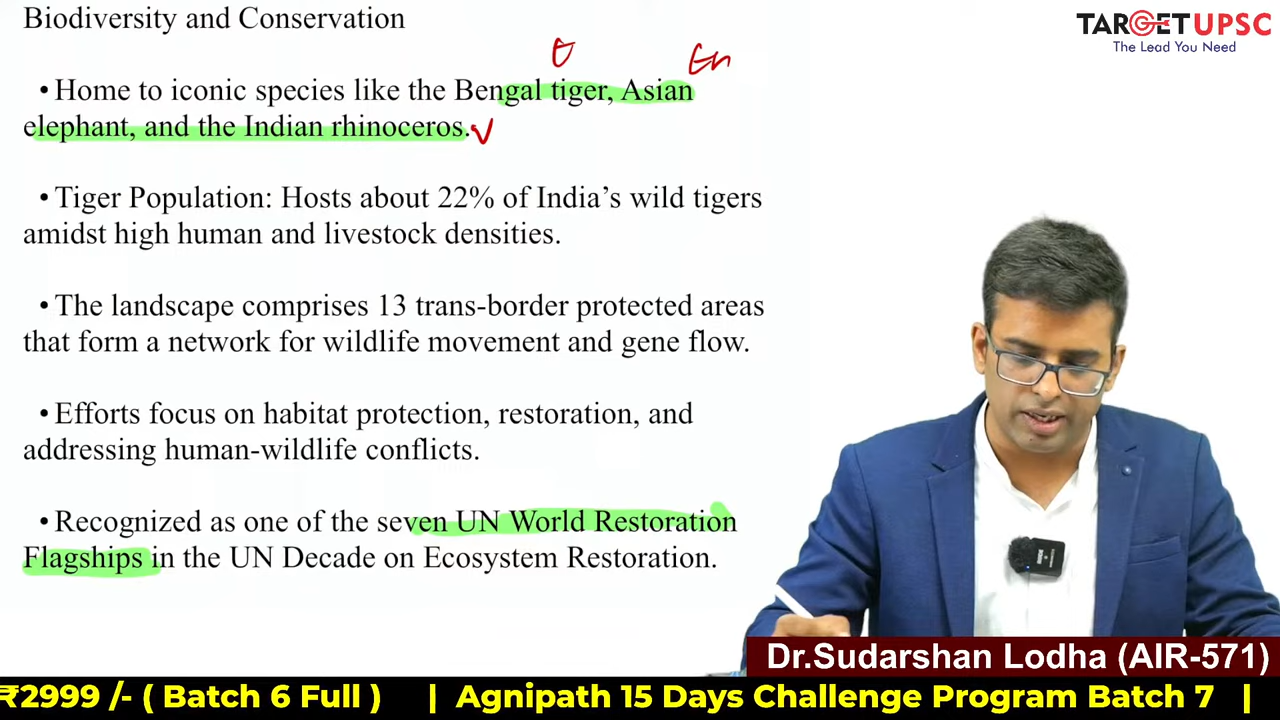 Biodiversity and Conservation
TARGETUPSC
The Lead You Need
En
• Home to iconic species like the Bengal tiger, Asian
elephant, and the Indian rhinoceros.
• Tiger Population: Hosts about 22% of India’s wild tigers
amidst high human and livestock densities.
• The landscape comprises 13 trans-border protected areas
that form a network for wildlife movement and gene flow.
• Efforts focus on habitat protection, restoration, and
addressing human-wildlife conflicts.
• Recognized as one of the seven UN World Restoration
Flagships in the UN Decade on Ecosystem Restoration.
Dr.Sudarshan Lodha (AIR-571)
₹2999 /- ( Batch 6 Full ) | Agnipath 15 Days Challenge Program Batch 7 |